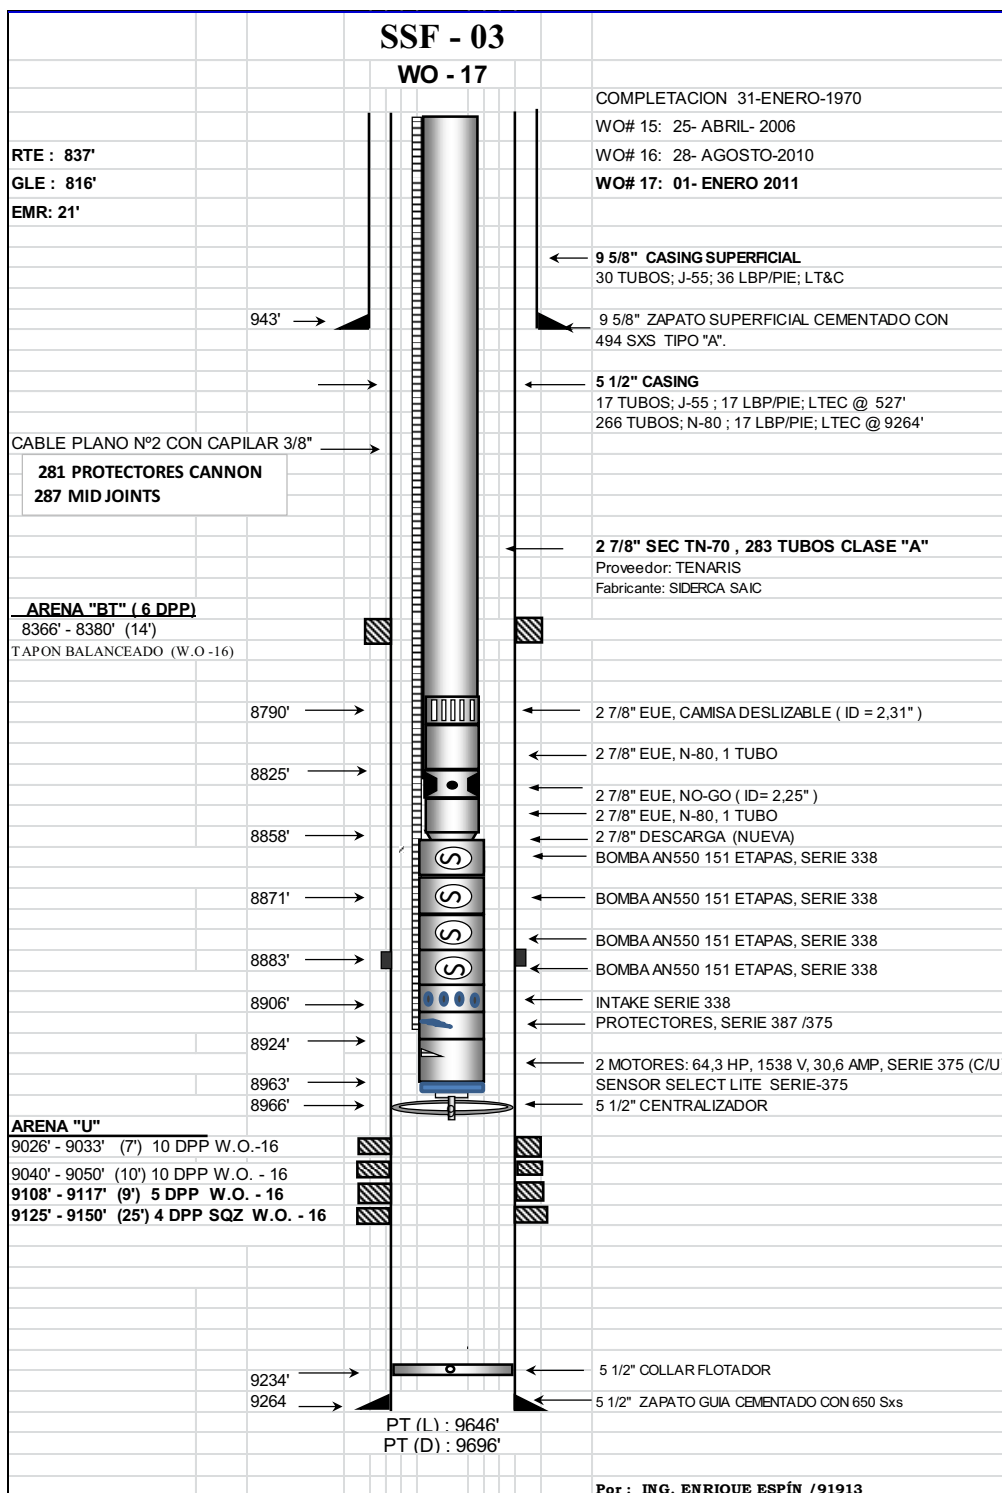 SSF - 03
WO - 17
COMPLETACION 31-ENERO-1970
WO# 15: 25- ABRIL- 2006
RTE : 837'
WO# 16: 28- AGOSTO-2010
GLE : 816'
WO# 17: 01- ENERO 2011
EMR: 21'
9 5/8" CASING SUPERFICIAL
30 TUBOS; J-55; 36 LBP/PIE; LT&C
943'
9 5/8" ZAPATO SUPERFICIAL CEMENTADO CON
494 SXS TIPO "A".
5 1/2" CASING
17 TUBOS; J-55 ; 17 LBP/PIE; LTEC @ 527'
266 TUBOS; N-80 ; 17 LBP/PIE; LTEC @ 9264'
CABLE PLANO Nº2 CON CAPILAR 3/8"
281 PROTECTORES CANNON
287 MID JOINTS
2 7/8" SEC TN-70 , 283 TUBOS CLASE "A"
Proveedor: TENARIS
Fabricante: SIDERCA SAIC
ARENA "BT" ( 6 DPP)
8366' - 8380' (14')
TAPON BALANCEADO (W.O -16)
8790'
2 7/8" EUE, CAMISA DESLIZABLE ( ID = 2,31" )
2 7/8" EUE, N-80, 1 TUBO
8825'
2 7/8" EUE, NO-GO ( ID= 2,25" )
2 7/8" EUE, N-80, 1 TUBO
8858'
2 7/8" DESCARGA (NUEVA)
S
BOMBA AN550 151 ETAPAS, SERIE 338
8871'
S
BOMBA AN550 151 ETAPAS, SERIE 338
S
BOMBA AN550 151 ETAPAS, SERIE 338
8883'
S
BOMBA AN550 151 ETAPAS, SERIE 338
8906'
INTAKE SERIE 338
PROTECTORES, SERIE 387 /375
8924'
2 MOTORES: 64,3 HP, 1538 V, 30,6 AMP, SERIE 375 (C/U
8963'
SENSOR SELECT LITE SERIE-375
8966'
5 1/2" CENTRALIZADOR
ARENA "U"
9026' - 9033' (7') 10 DPP W.O.-16
9040' - 9050' (10') 10 DPP W.O. - 16
9108' - 9117' (9') 5 DPP W.O. - 16
9125' - 9150' (25') 4 DPP SQZ W.O. - 16
9234'
5 1/2" COLLAR FLOTADOR
9264
5 1/2" ZAPATO GUIA CEMENTADO CON 650 Sxs
PT (L) : 9646'
PT (D) : 9696'
Por : ING. ENRIQUE ESPÍN / 91913